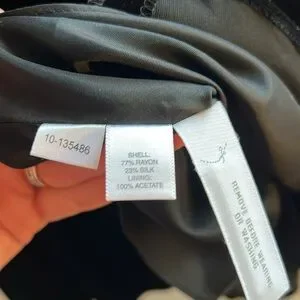 10-135486
SHELL:
77% RAYON
23% SILK
LINING:
100% ACETATE
REMOVE BEFORE WEARING
OR WASHING